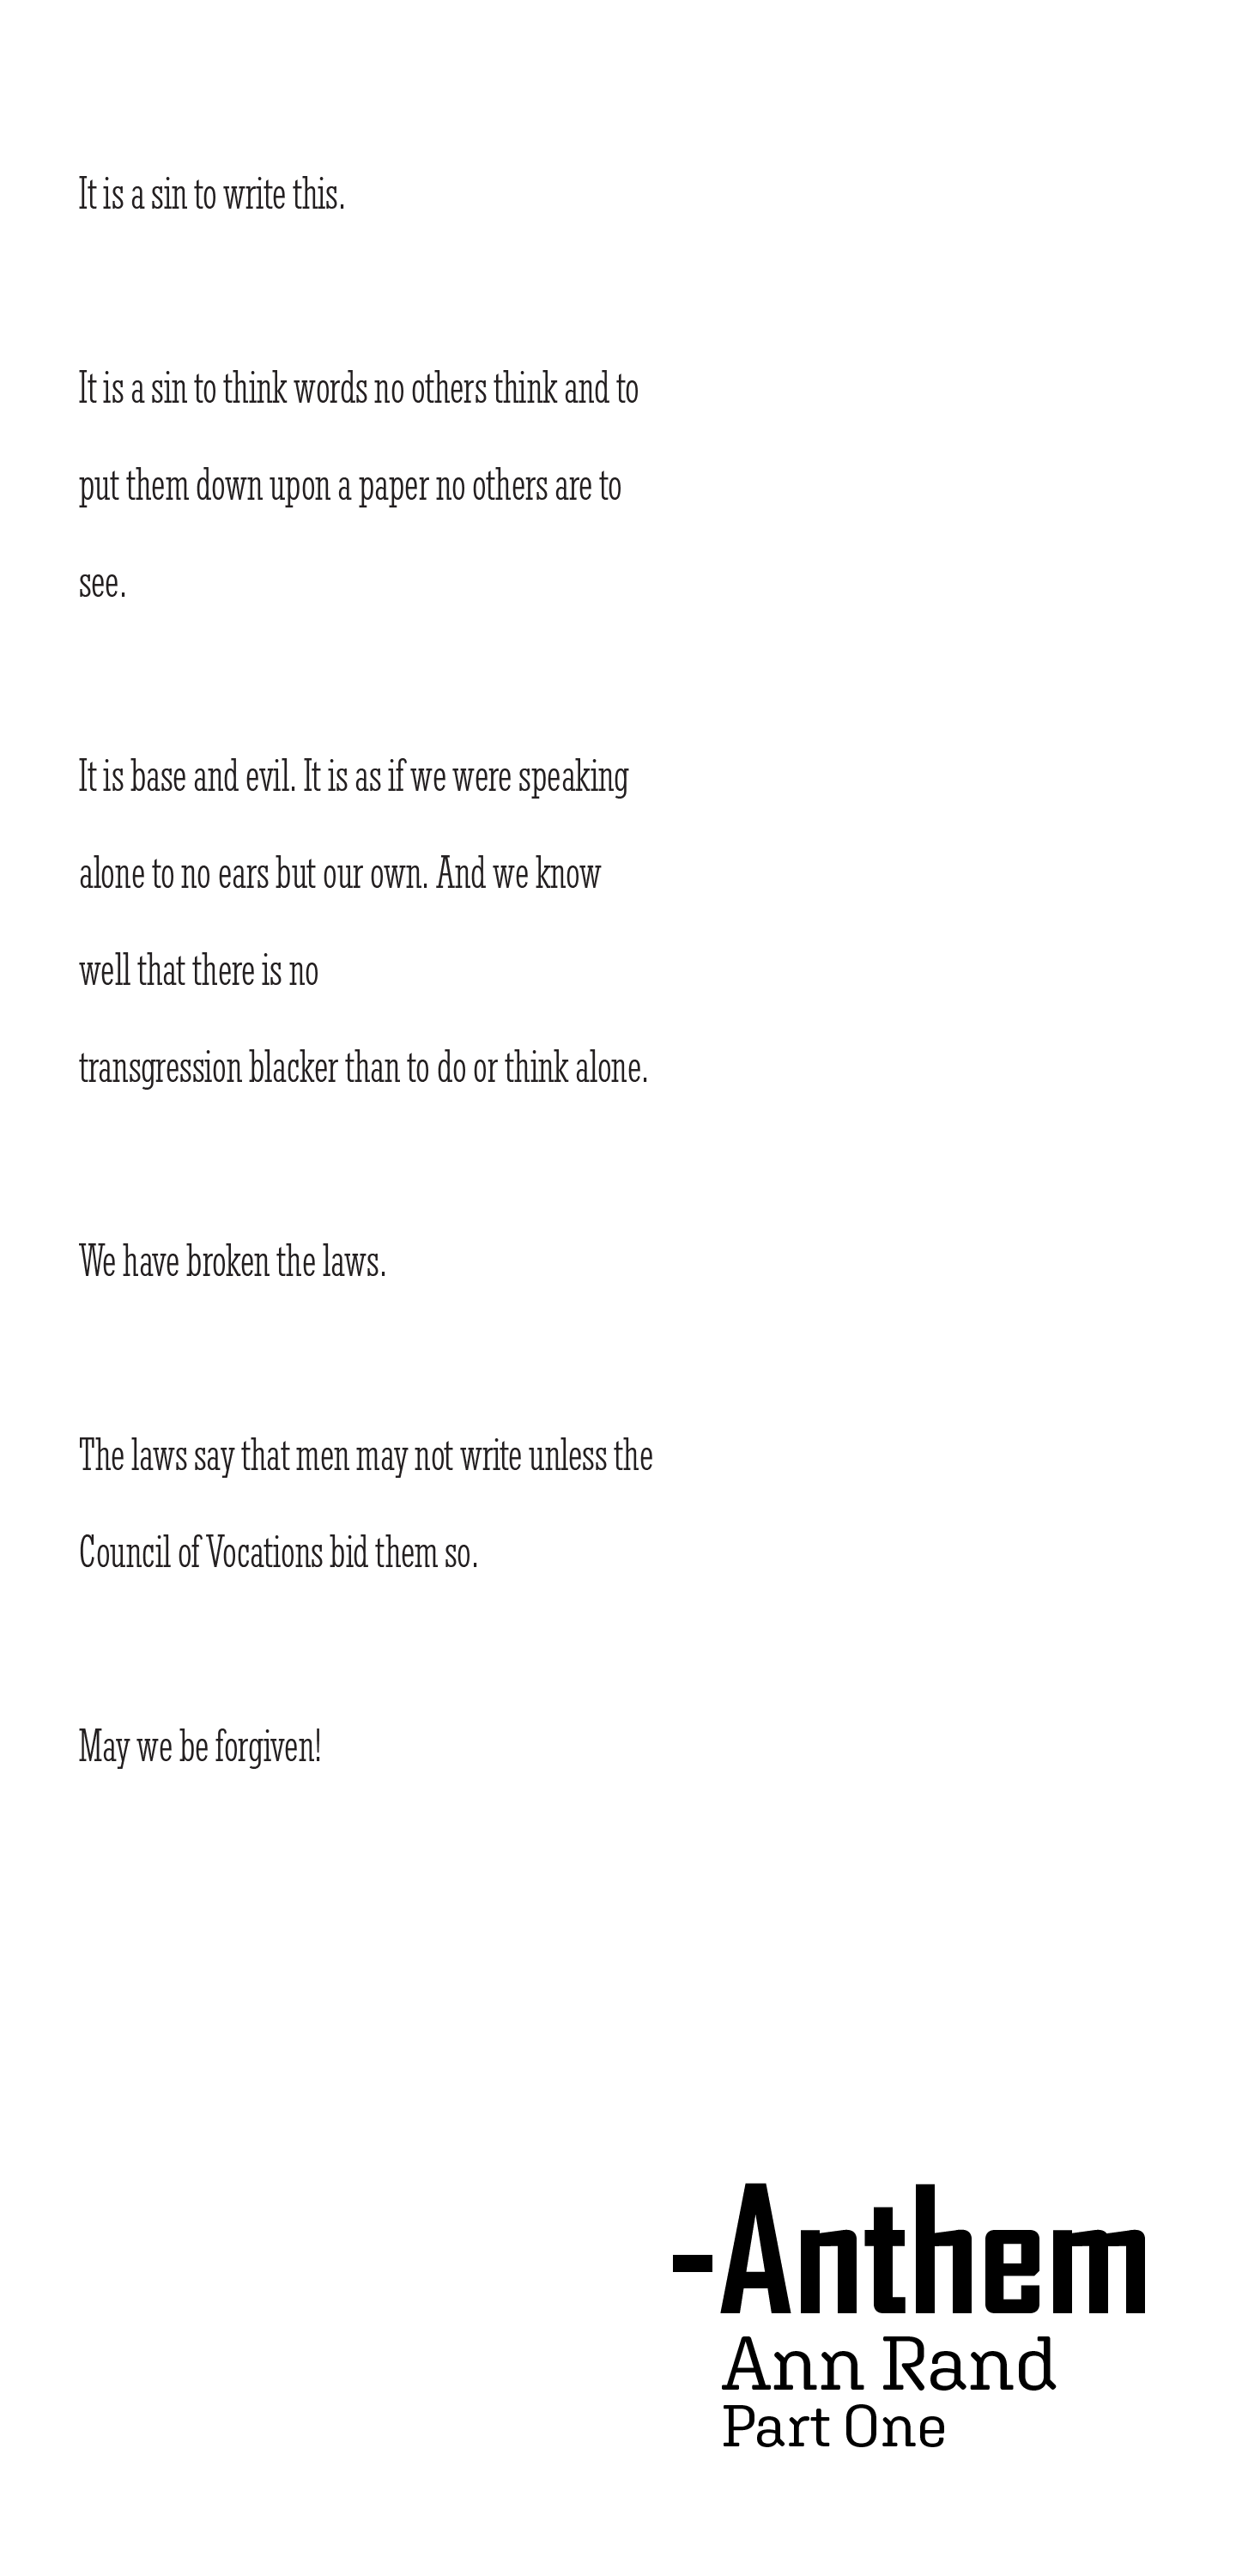 It is a sin to write this.
It is a sin to think words no others think and to
put them down upon a paper no others are to
see.
It is base and evil. It is as if we were speaking
alone to no ears but our own. And we know
well that there is no
transgression blacker than to do or think alone.
We have broken the laws.
The laws say that men may not write unless the
Council of Vocations bid them so.
May we be forgiven!
-Anthem
Ann Rand
Part One